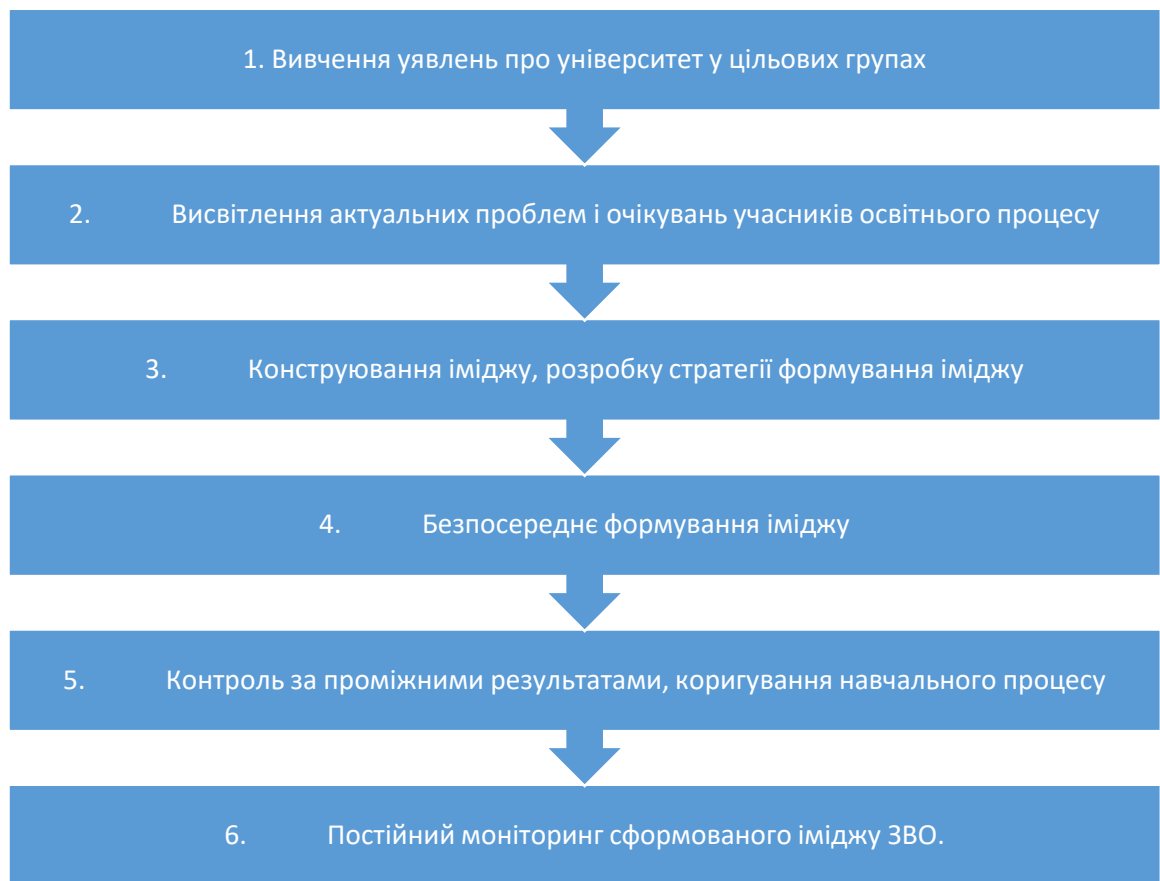 1. Вивчення уявлень про університет у цільових групах
2. Висвітлення актуальних проблем і очікувань учасників освітнього процесу
3. Конструювання іміджу, розробку стратегії формування іміджу
4. Безпосереднє формування іміджу
5. Контроль за проміжними результатами, коригування навчального процесу
6. Постійний моніторинг сформованого іміджу ЗВО.